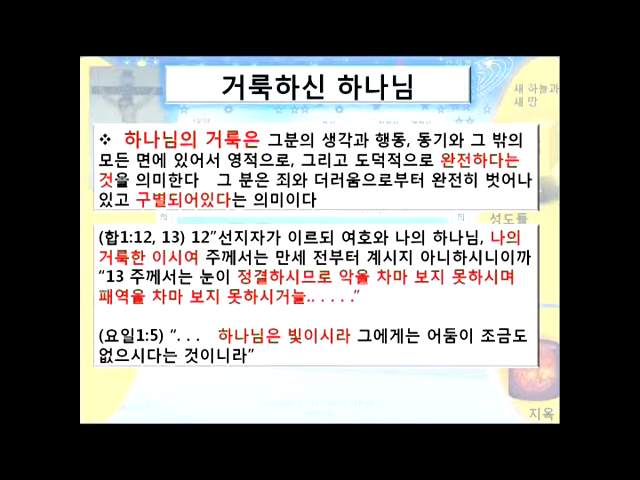 거룩하신 하나님
새 하늘과
새 땅
❖ 하나님의 거룩은 그분의 생각과 행동, 동기와 그 밖의
모든 면에 있어서 영적으로, 그리고 도덕적으로 완전하다는
것을 의미한다 그 분은 죄와 더러움으로부터 완전히 벗어나
있고 구별되어있다는 의미이다
성도들
(합1:12, 13) 12"선지자가 이르되 여호와 나의 하나님, 나의
거룩한 이시여 주께서는 만세 전부터 계시지 아니하시니이까
"13 주께서는 눈이 정결하시므로 악을 차마 보지 못하시며
패역을 차마 보지 못하시거늘.. . . . ."
(요일1:5) ". . . 하나님은 빛이시라 그에게는 어둠이 조금도
없으시다는 것이니라"
지옥